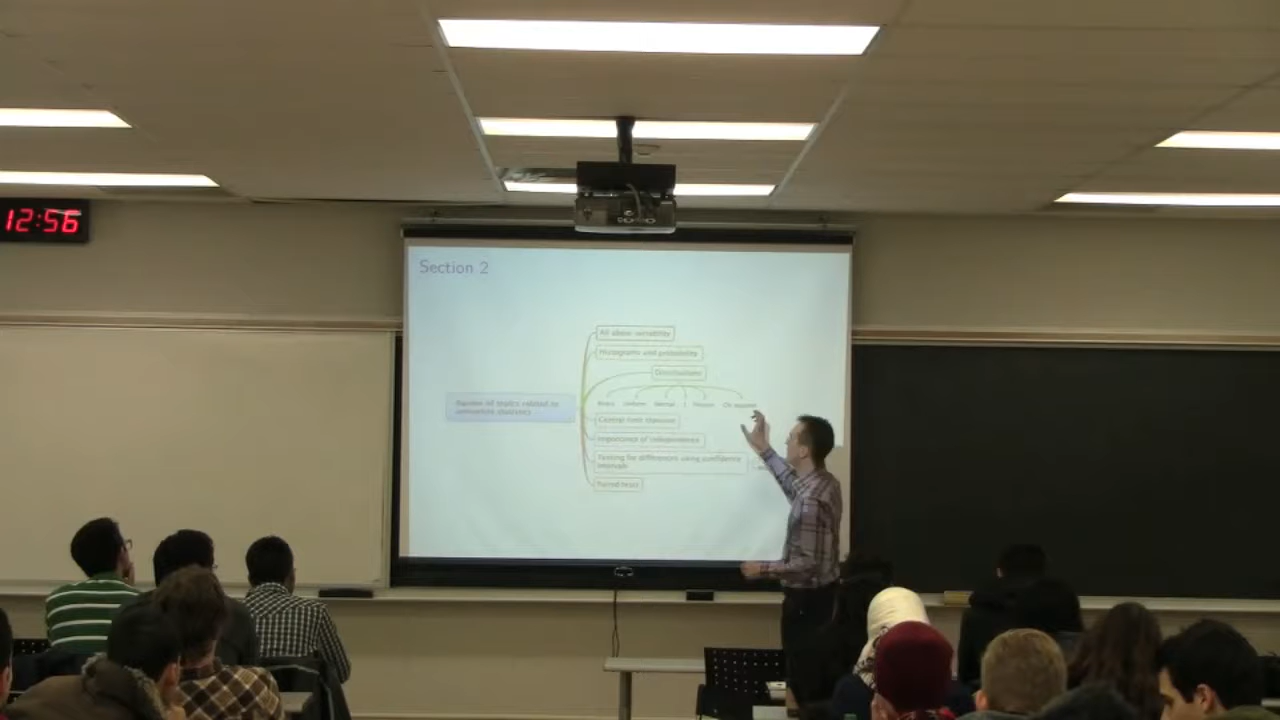 12:56
Section 2
All about variability
Histograms and probability
Distributions
Binary Uniform Normal t Poisson
Central limit theorem
Importance of independence
Testing for differences using confidence
intervals
Paired tests